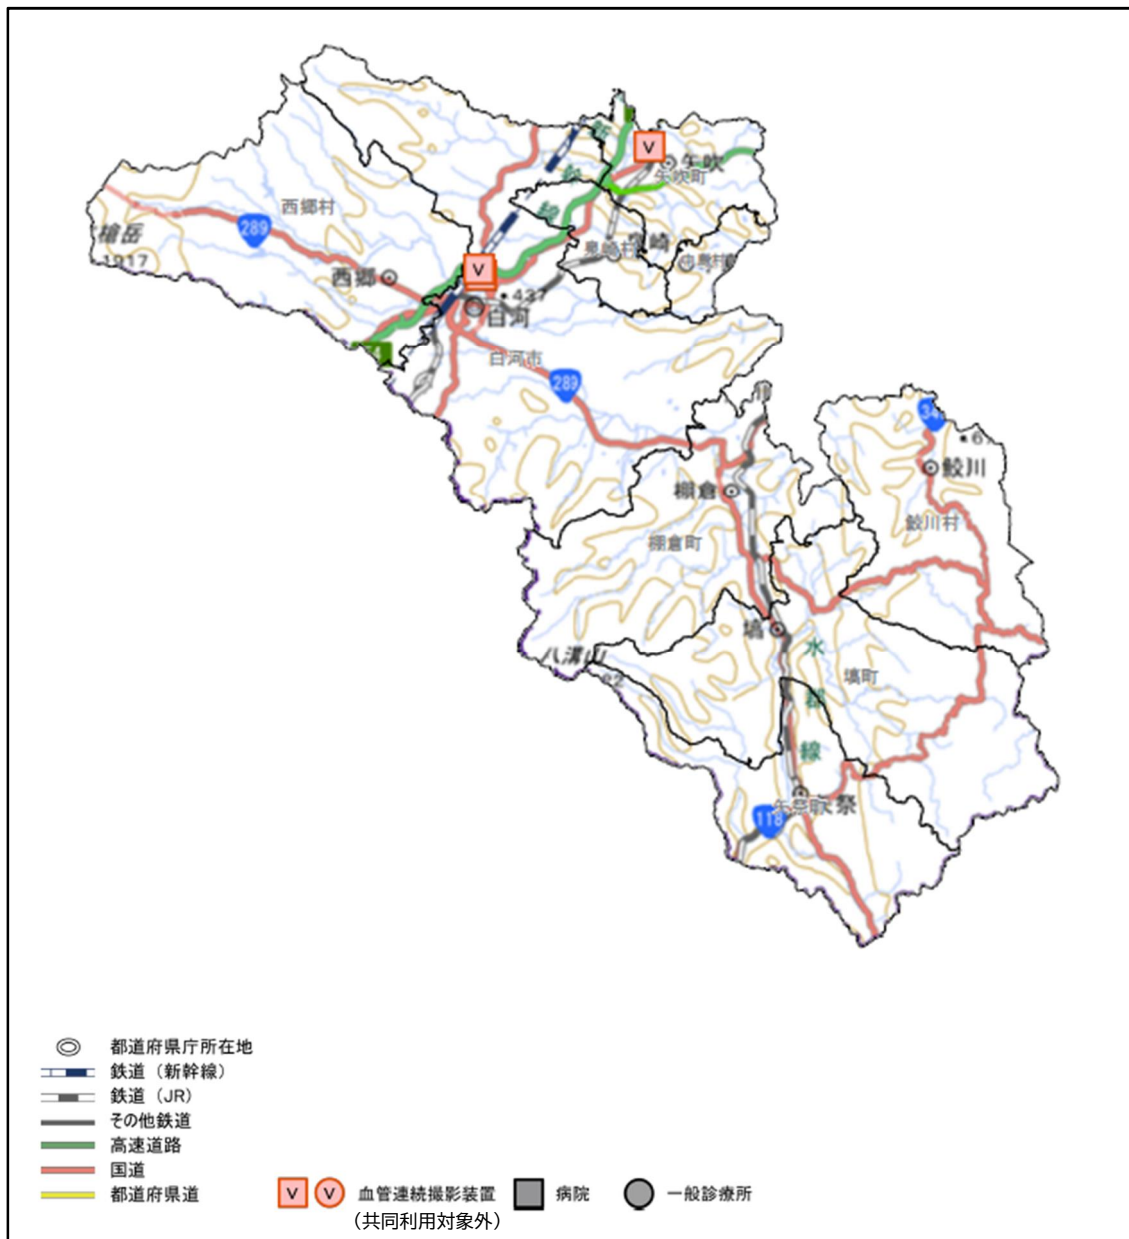 矢吹
矢吹町
西郷村
289
槍岳
1917
泉崎村
中島村
西郷
437
白河
白河市
289
鮫川
棚倉
鮫川村
棚倉町
塙
水
郡
線
八溝山
塙町
矢祭町
祭
118
都道府県庁所在地
鉄道（新幹線）
鉄道（JR）
その他鉄道
高速道路
国道
都道府県道
V V 血管連続撮影装置 病院 一般診療所
（共同利用対象外）
V
V